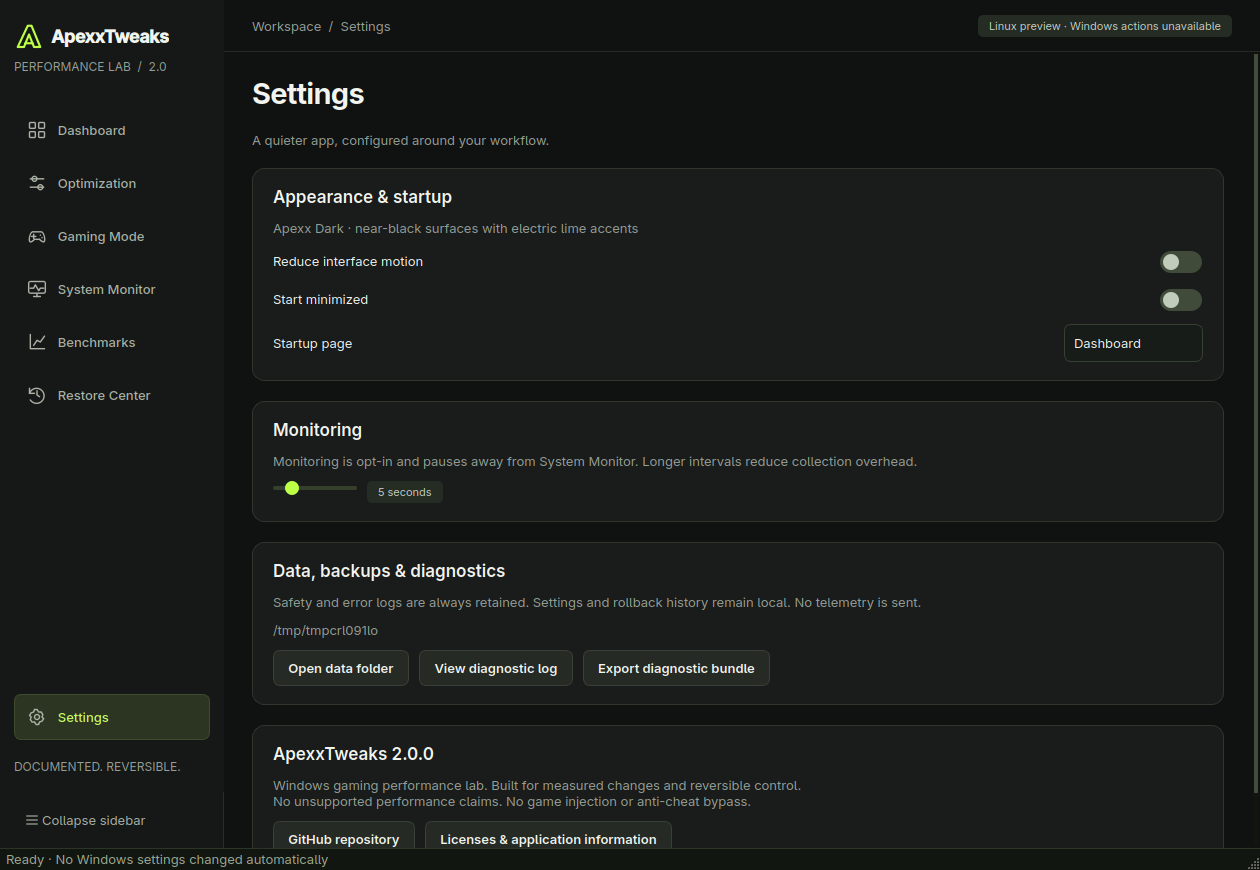 ApexxTweaks
PERFORMANCE LAB / 2.0
Dashboard
Optimization
Gaming Mode
System Monitor
Benchmarks
Restore Center
Settings
DOCUMENTED. REVERSIBLE.
Collapse sidebar
Workspace / Settings
Linux preview · Windows actions unavailable
Settings
A quieter app, configured around your workflow.
Appearance & startup
Apexx Dark · near-black surfaces with electric lime accents
Reduce interface motion
Start minimized
Startup page
Dashboard
Monitoring
Monitoring is opt-in and pauses away from System Monitor. Longer intervals reduce collection overhead.
5 seconds
Data, backups & diagnostics
Safety and error logs are always retained. Settings and rollback history remain local. No telemetry is sent.
/tmp/tmpcrl091lo
Open data folder
View diagnostic log
Export diagnostic bundle
ApexxTweaks 2.0.0
Windows gaming performance lab. Built for measured changes and reversible control.
No unsupported performance claims. No game injection or anti-cheat bypass.
GitHub repository
Licenses & application information
Ready · No Windows settings changed automatically